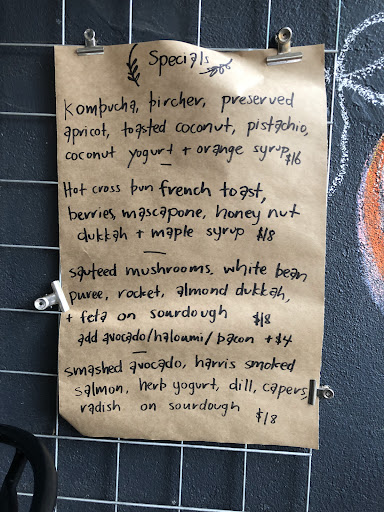 Specials
Kombucha, bircher, preserved
apricot, toasted coconut, pistachio,
coconut yogurt + orange syrup $16
Hot cross bun french toast,
berries, mascapone, honey nut
dukkah + maple syrup $18
sauteed mushrooms, white bean
puree, rocket, almond dukkah,
+ feta on sourdough $18
add avocado/haloumi/bacon +$4
smashed avocado, harris smoked
salmon, herb yogurt, dill, capers,
radish on sourdough $18